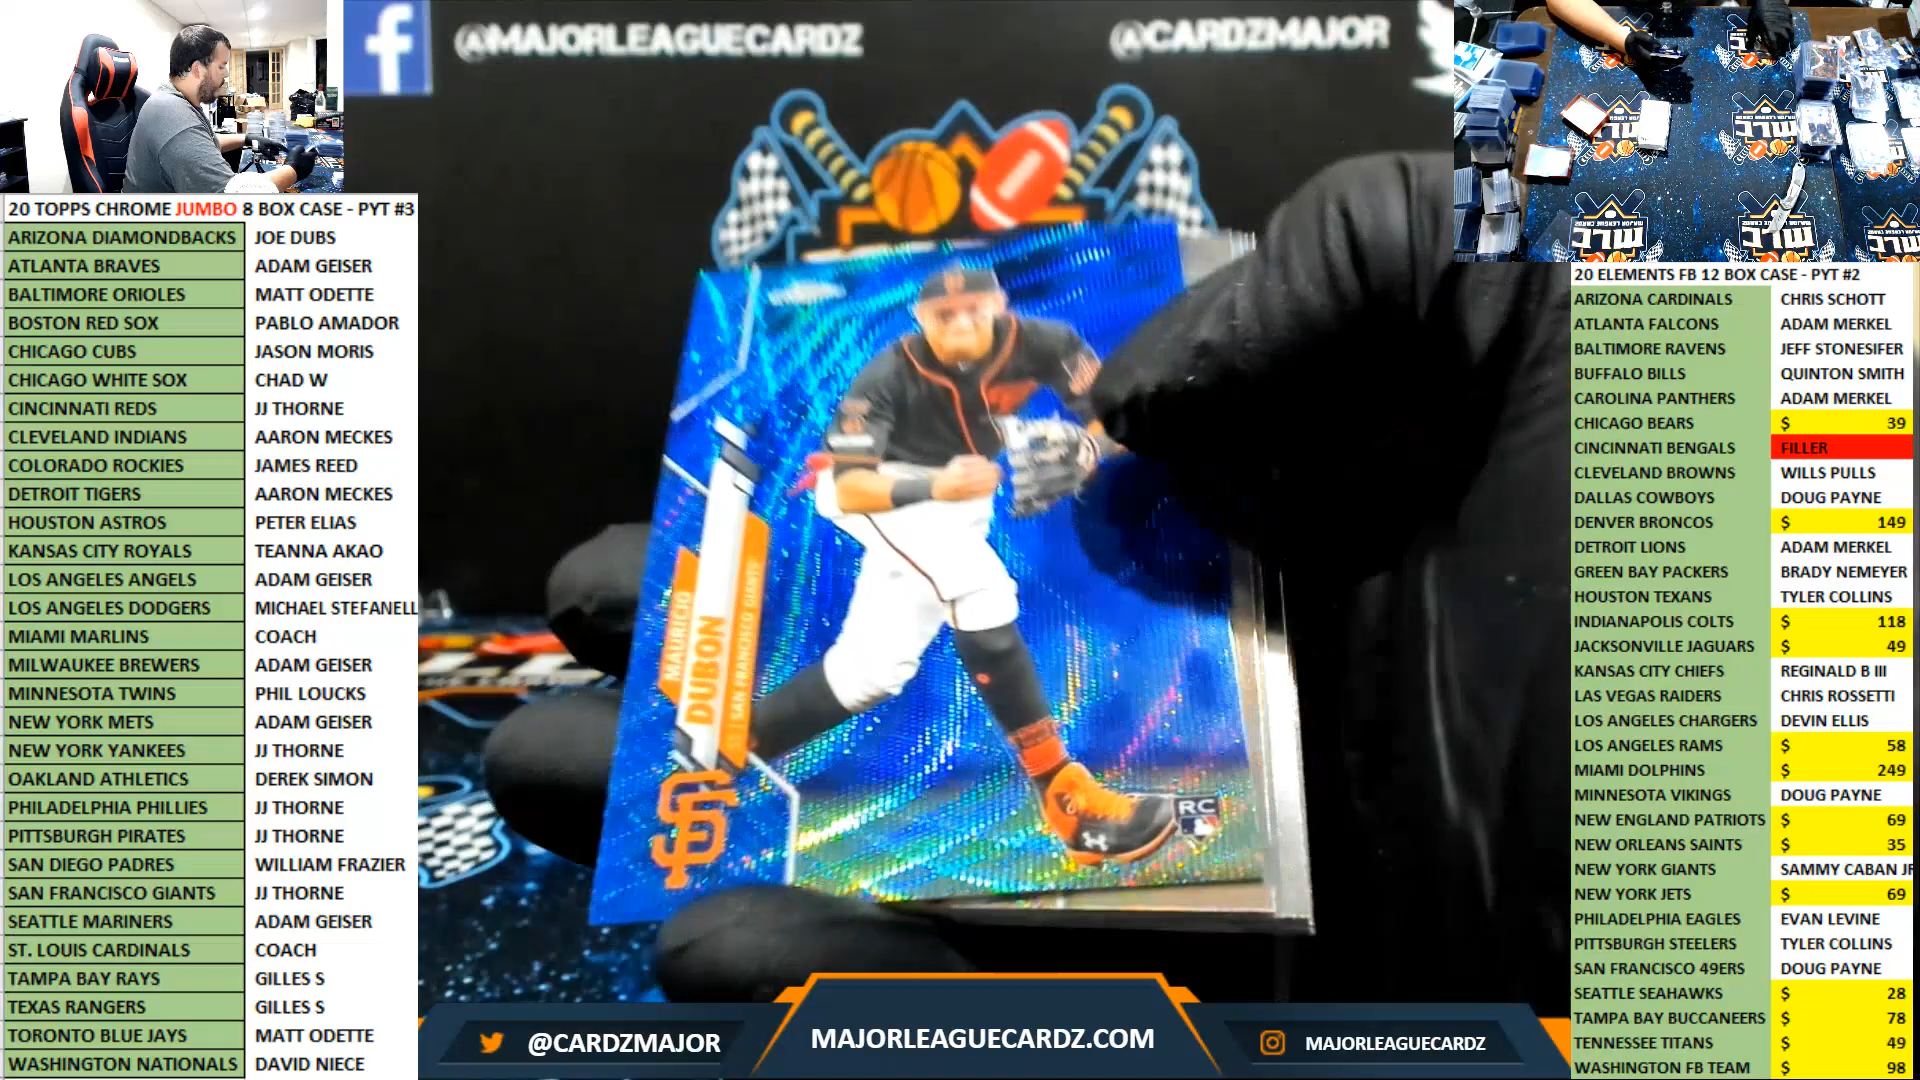 @MAJORLEAGUECARDZ
@CARDZMAJOR
20 TOPPS CHROME JUMBO 8 BOX CASE - PYT #3
ARIZONA DIAMONDBACKS JOE DUBS
ATLANTA BRAVES ADAM GEISER
BALTIMORE ORIOLES MATT ODETTE
BOSTON RED SOX PABLO AMADOR
CHICAGO CUBS JASON MORIS
CHICAGO WHITE SOX CHAD W
CINCINNATI REDS JJ THORNE
CLEVELAND INDIANS AARON MECKES
COLORADO ROCKIES JAMES REED
DETROIT TIGERS AARON MECKES
HOUSTON ASTROS PETER ELIAS
KANSAS CITY ROYALS TEANNA AKAO
LOS ANGELES ANGELS ADAM GEISER
LOS ANGELES DODGERS MICHAEL STEFANELL
MIAMI MARLINS COACH
MILWAUKEE BREWERS ADAM GEISER
MINNESOTA TWINS PHIL LOUCKS
NEW YORK METS ADAM GEISER
NEW YORK YANKEES JJ THORNE
OAKLAND ATHLETICS DEREK SIMON
PHILADELPHIA PHILLIES JJ THORNE
PITTSBURGH PIRATES JJ THORNE
SAN DIEGO PADRES WILLIAM FRAZIER
SAN FRANCISCO GIANTS JJ THORNE
SEATTLE MARINERS ADAM GEISER
ST. LOUIS CARDINALS COACH
TAMPA BAY RAYS GILLES S
TEXAS RANGERS GILLES S
TORONTO BLUE JAYS MATT ODETTE
WASHINGTON NATIONALS DAVID NIECE
MAURICIO
DUBON
SAN FRANCISCO GIANTS
SF
RC
@CARDZMAJOR
MAJORLEAGUECARDZ.COM
MAJORLEAGUECARDZ
20 ELEMENTS FB 12 BOX CASE - PYT #2
ARIZONA CARDINALS CHRIS SCHOTT
ATLANTA FALCONS ADAM MERKEL
BALTIMORE RAVENS JEFF STONESIFER
BUFFALO BILLS QUINTON SMITH
CAROLINA PANTHERS ADAM MERKEL
CHICAGO BEARS $ 39
CINCINNATI BENGALS FILLER
CLEVELAND BROWNS WILLS PULLS
DALLAS COWBOYS DOUG PAYNE
DENVER BRONCOS $ 149
DETROIT LIONS ADAM MERKEL
GREEN BAY PACKERS BRADY NEMEYER
HOUSTON TEXANS TYLER COLLINS
INDIANAPOLIS COLTS $ 118
JACKSONVILLE JAGUARS $ 49
KANSAS CITY CHIEFS REGINALD B III
LAS VEGAS RAIDERS CHRIS ROSSETTI
LOS ANGELES CHARGERS DEVIN ELLIS
LOS ANGELES RAMS $ 58
MIAMI DOLPHINS $ 249
MINNESOTA VIKINGS DOUG PAYNE
NEW ENGLAND PATRIOTS $ 69
NEW ORLEANS SAINTS $ 35
NEW YORK GIANTS SAMMY CABAN JR
NEW YORK JETS $ 69
PHILADELPHIA EAGLES EVAN LEVINE
PITTSBURGH STEELERS TYLER COLLINS
SAN FRANCISCO 49ERS DOUG PAYNE
SEATTLE SEAHAWKS $ 28
TAMPA BAY BUCCANEERS $ 78
TENNESSEE TITANS $ 49
WASHINGTON FB TEAM $ 98